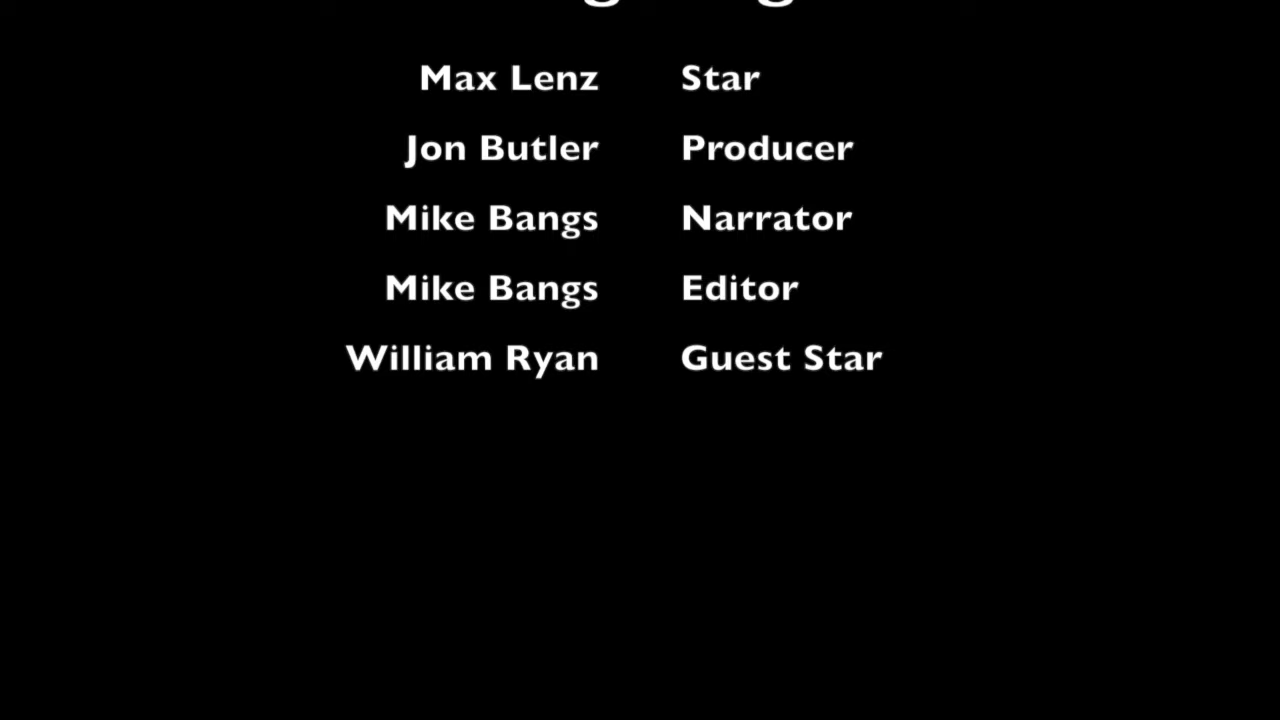 Max Lenz Star
Jon Butler Producer
Mike Bangs Narrator
Mike Bangs Editor
William Ryan Guest Star